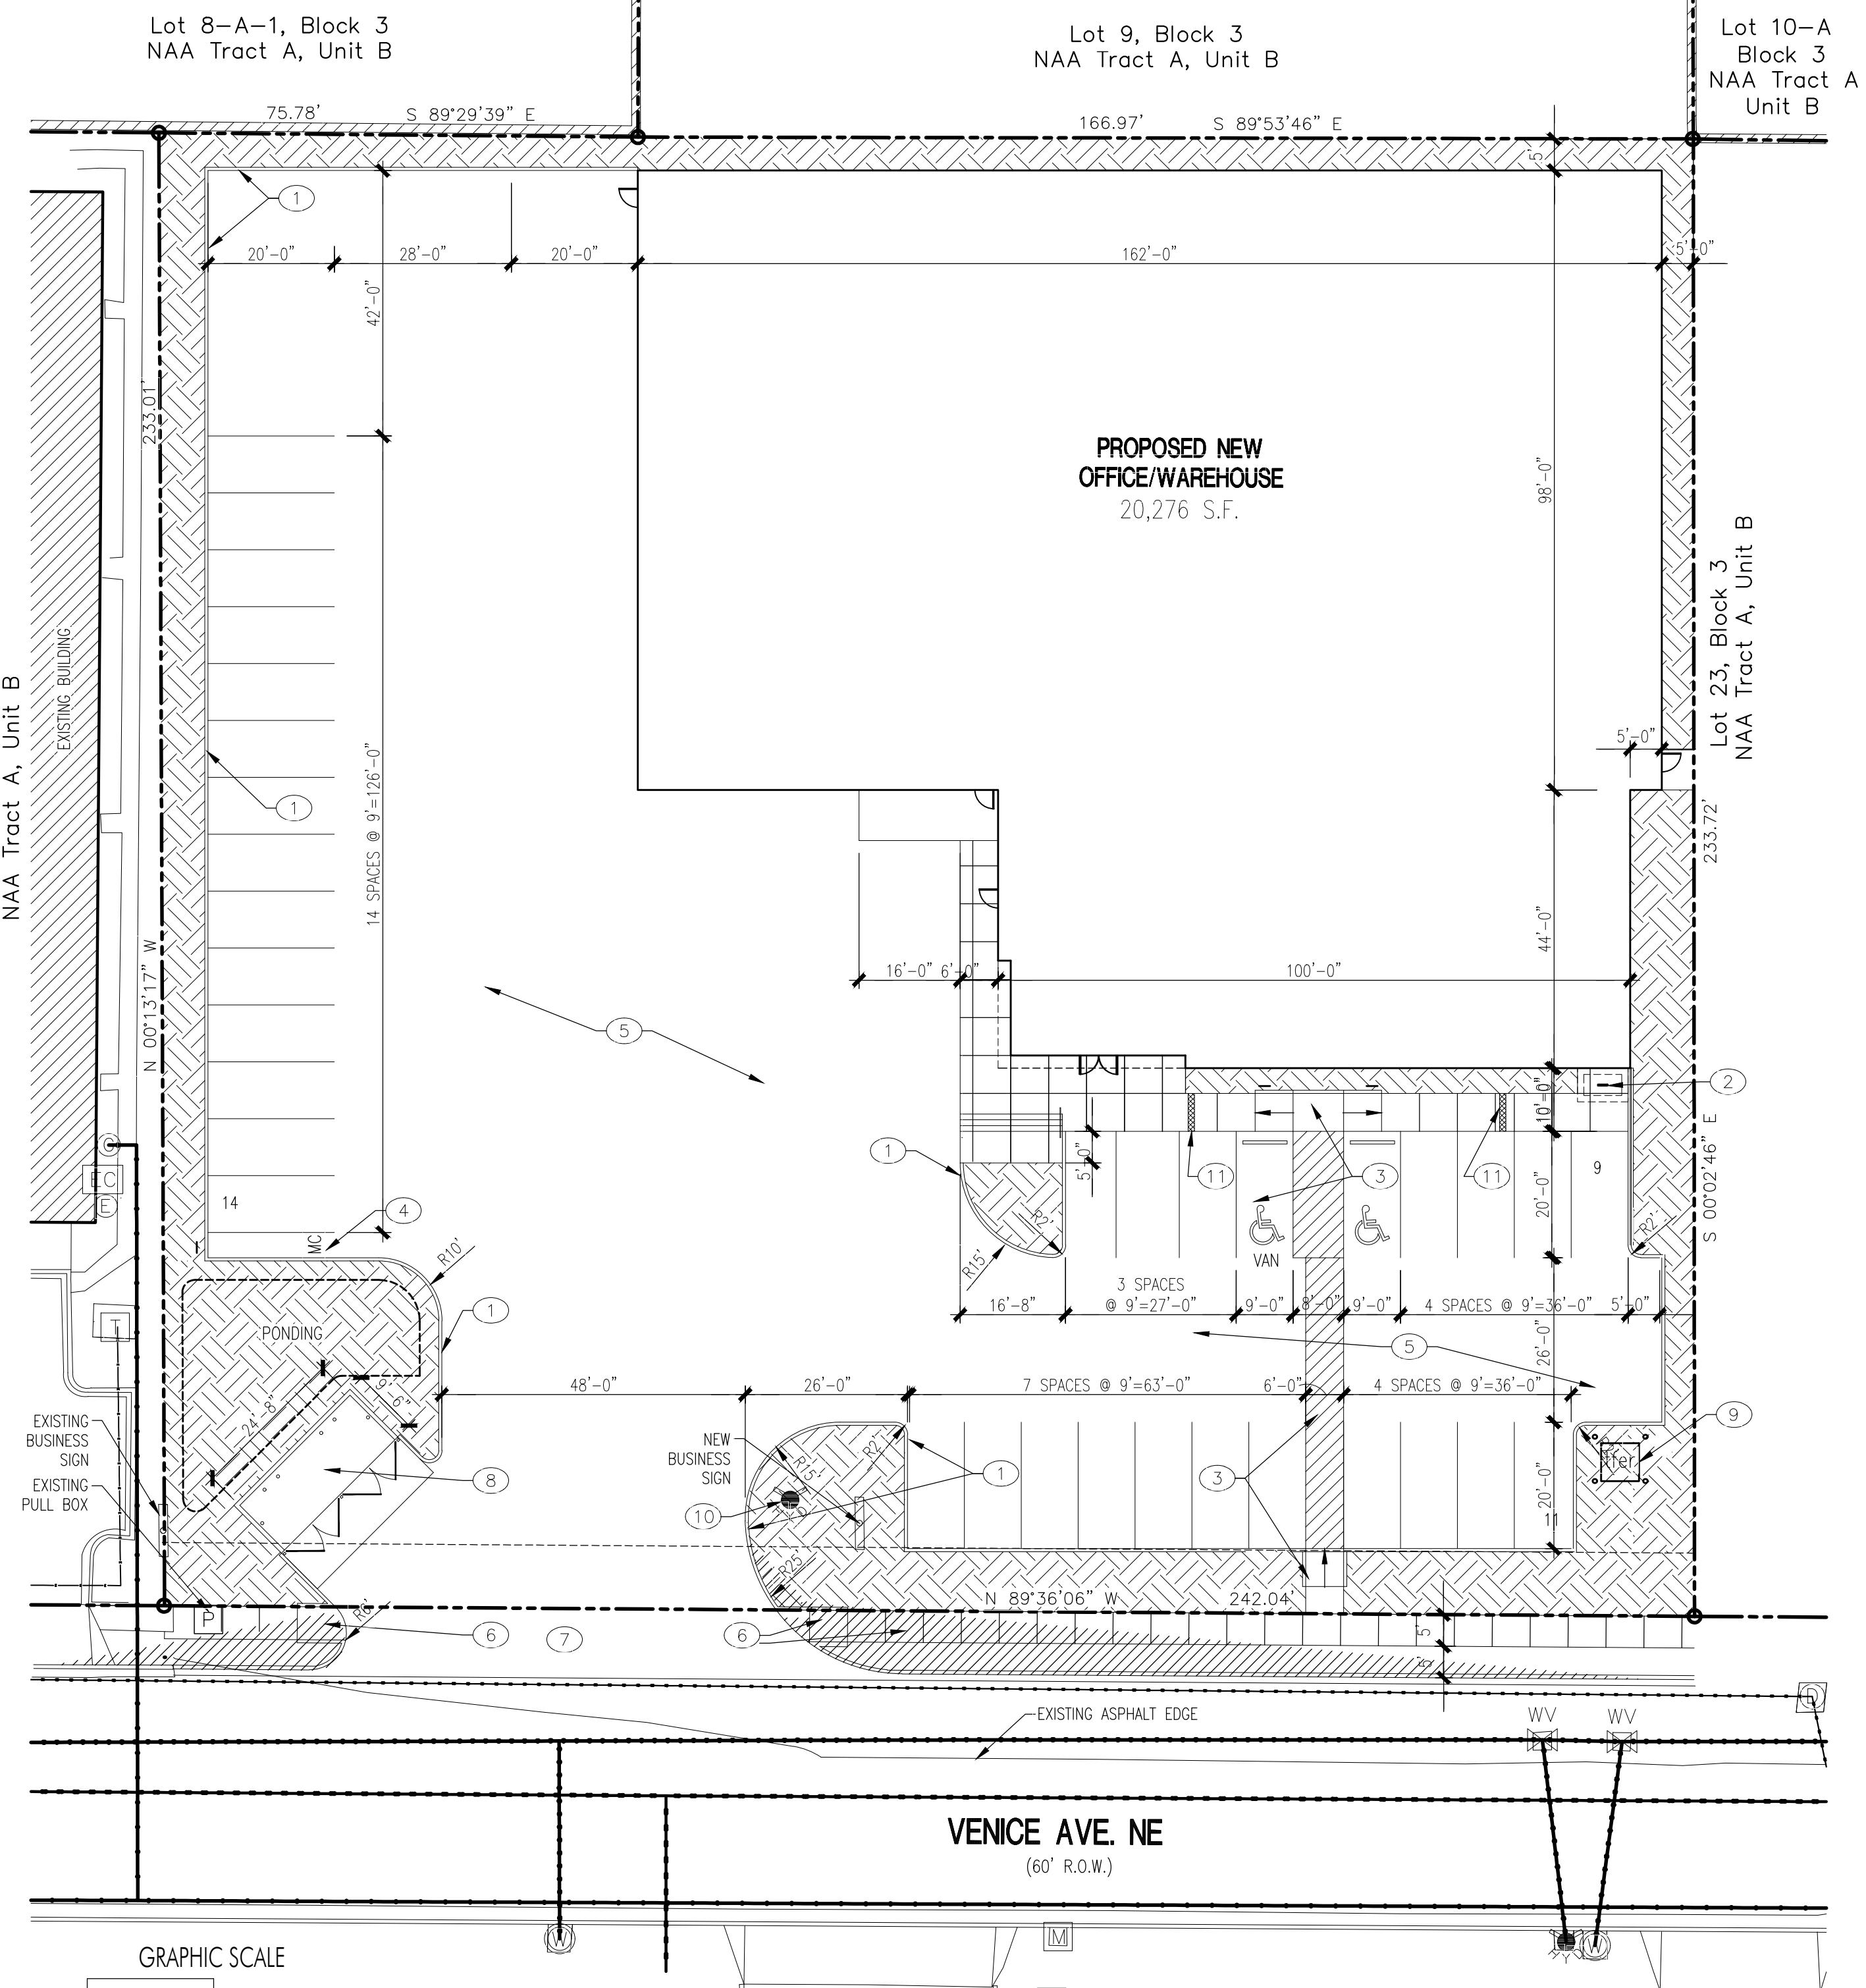 Lot 8-A-1, Block 3
NAA Tract A, Unit B
Lot 9, Block 3
NAA Tract A, Unit B
Lot 10-A
Block 3
NAA Tract A
Unit B
75.78'
S 89°29'39" E
166.97'
S 89°53'46" E
5'
1
20'-0"
28'-0"
20'-0"
162'-0"
5'-0"
42'-0"
233.01'
PROPOSED NEW
OFFICE/WAREHOUSE
20,276 S.F.
98'-0"
Lot 23, Block 3
NAA Tract A, Unit B
NAA Tract A, Unit B
EXISTING BUILDING
5'-0"
14 SPACES @ 9'=126'-0"
1
233.72'
N 00°13'17" W
44'-0"
16'-0"
6'-0"
100'-0"
5
2
10'-0"
S 00°02'46" E
C
EC
E
1
5'-0"
11
3
11
9
20'-0"
14
4
MC
R10'
R2'
R15'
R2'
VAN
3 SPACES
@ 9'=27'-0"
16'-8"
9'-0"
8'-0"
9'-0"
4 SPACES @ 9'=36'-0"
5'-0"
T
PONDING
1
5
26'-0"
48'-0"
26'-0"
7 SPACES @ 9'=63'-0"
6'-0"
4 SPACES @ 9'=36'-0"
24'-8"
9'-6"
EXISTING
BUSINESS
SIGN
EXISTING
PULL BOX
NEW
BUSINESS
SIGN
R2'
R15'
1
3
9
8
10
20'-0"
11
R25'
N 89°36'06" W
242.04'
P
R6'
6
7
6
5'
5'
EXISTING ASPHALT EDGE
D
WV
WV
VENICE AVE. NE
(60' R.O.W.)
W
M
W
GRAPHIC SCALE